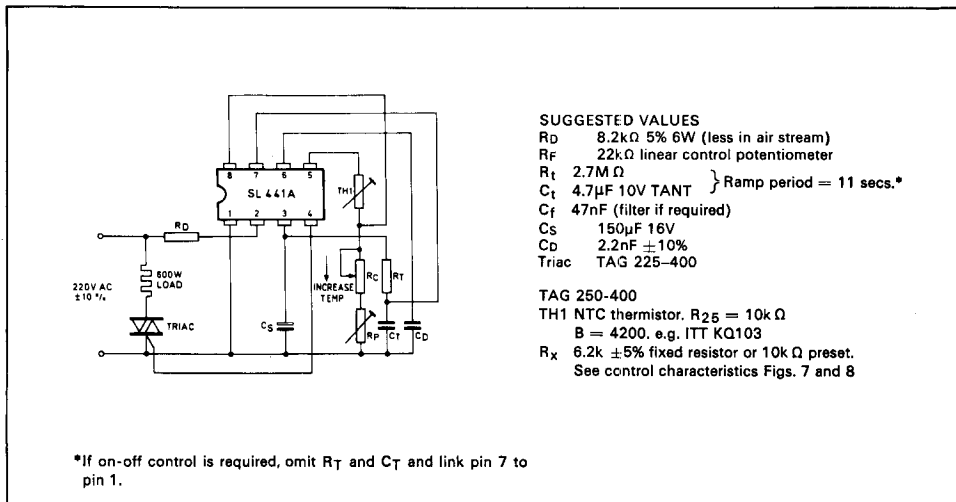 8 7 6 5
SL 441A
1 2 3 4
TH1
RD
220V AC
±10 %
600W
LOAD
TRIAC
INCREASE
TEMP
RC
RT
CS
RP
CT
CD
SUGGESTED VALUES
RD 8.2kΩ 5% 6W (less in air stream)
RF 22kΩ linear control potentiometer
Rt 2.7M Ω
Ct 4.7μF 10V TANT } Ramp period = 11 secs.*
Cf 47nF (filter if required)
CS 150μF 16V
CD 2.2nF ±10%
Triac TAG 225–400
TAG 250-400
TH1 NTC thermistor. R25 = 10kΩ
B = 4200. e.g. ITT KQ103
Rx 6.2k ±5% fixed resistor or 10kΩ preset.
See control characteristics Figs. 7 and 8
*If on-off control is required, omit RT and CT and link pin 7 to
pin 1.